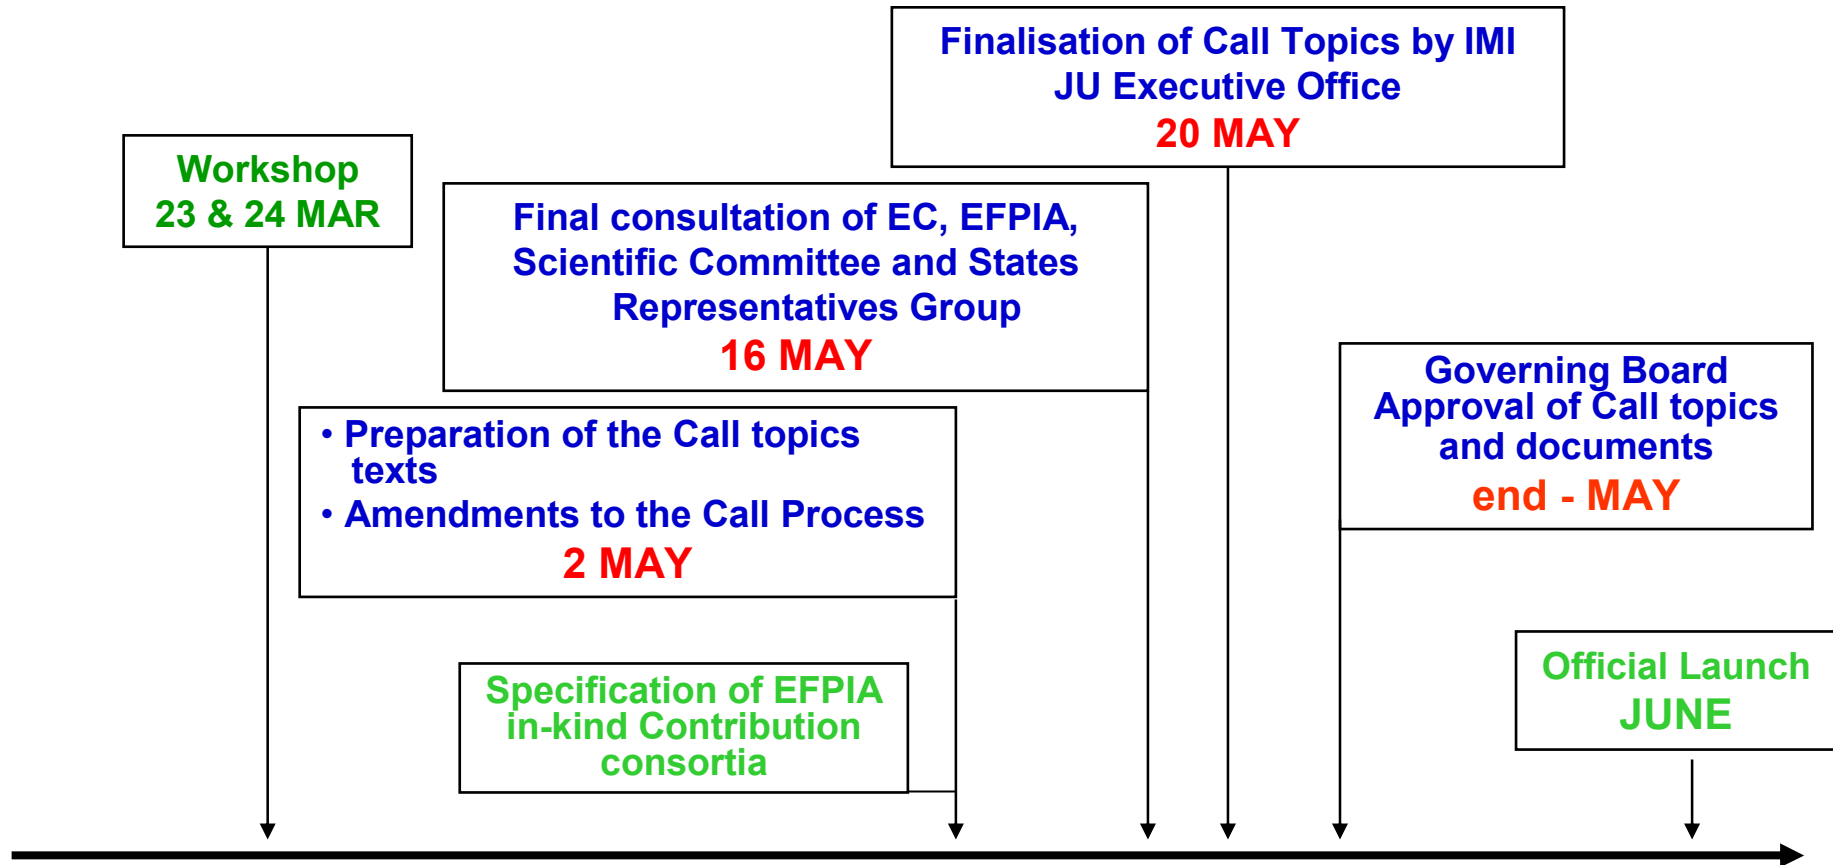 Finalisation of Call Topics by IMI
JU Executive Office
20 MAY
Workshop
23 & 24 MAR
Final consultation of EC, EFPIA,
Scientific Committee and States
Representatives Group
16 MAY
• Preparation of the Call topics
texts
• Amendments to the Call Process
2 MAY
Governing Board
Approval of Call topics
and documents
end - MAY
Specification of EFPIA
in-kind Contribution
consortia
Official Launch
JUNE